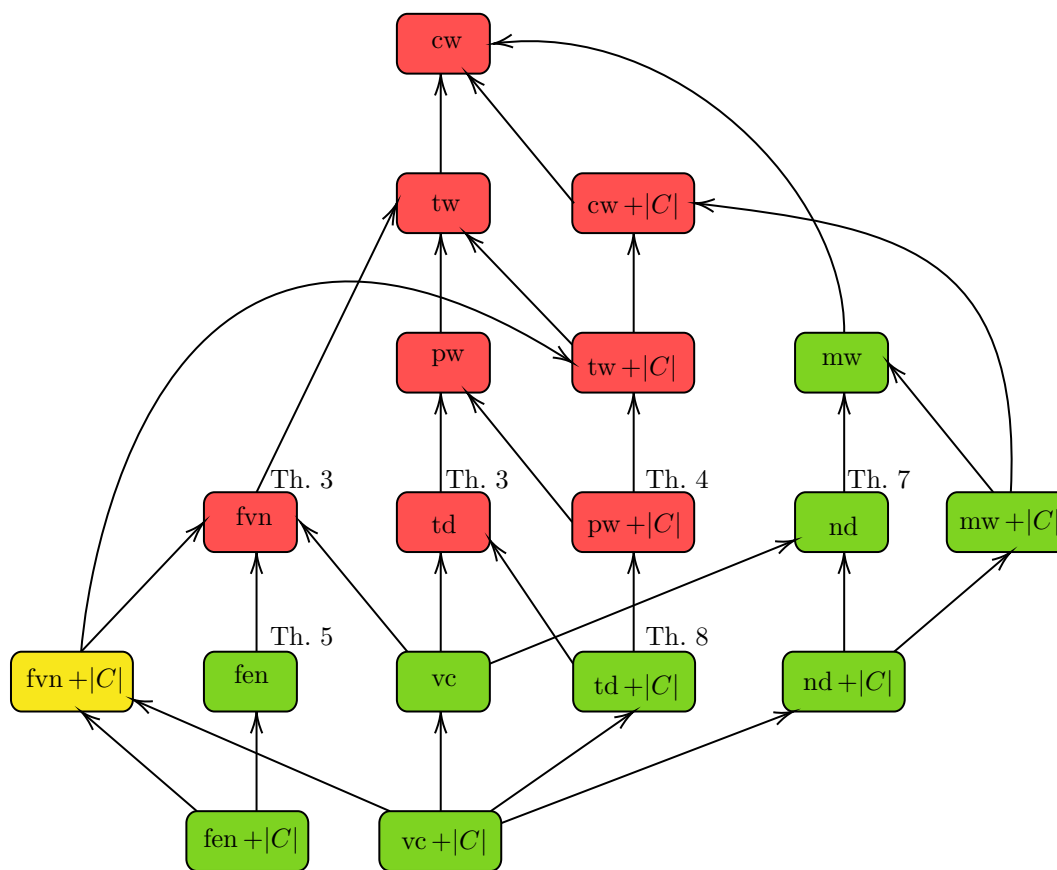 cw
tw
cw +|C|
pw
tw +|C|
mw
Th. 3
Th. 3
Th. 4
Th. 7
fvn
td
pw +|C|
nd
mw +|C|
Th. 5
Th. 8
fvn +|C|
fen
vc
td +|C|
nd +|C|
fen +|C|
vc +|C|